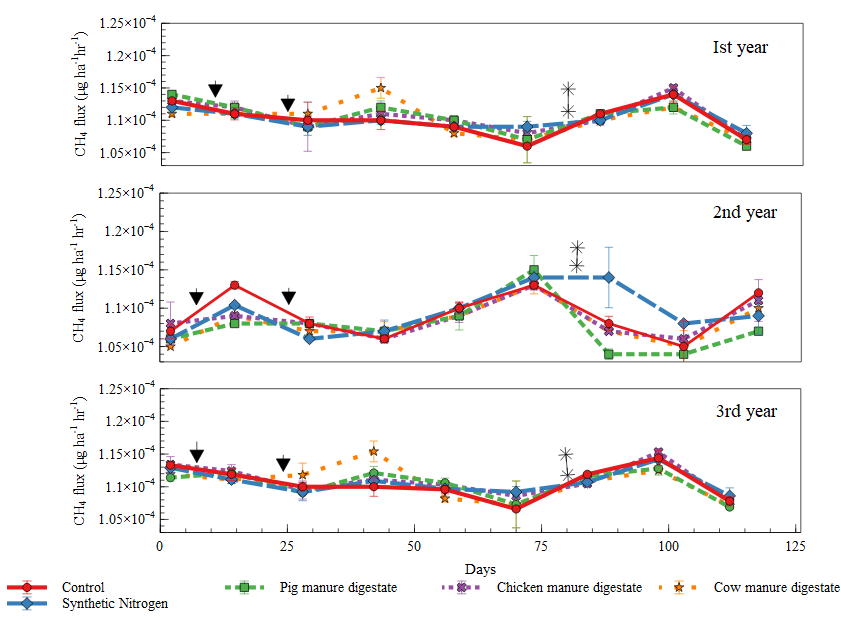 1.25×10⁻⁴
1.2×10⁻⁴
1.15×10⁻⁴
1.1×10⁻⁴
1.05×10⁻⁴
CH₄ flux (µg ha⁻¹hr⁻¹)
Ist year
1.25×10⁻⁴
1.2×10⁻⁴
1.15×10⁻⁴
1.1×10⁻⁴
1.05×10⁻⁴
CH₄ flux (µg ha⁻¹ hr⁻¹)
2nd year
1.25×10⁻⁴
1.2×10⁻⁴
1.15×10⁻⁴
1.1×10⁻⁴
1.05×10⁻⁴
CH₄ flux (µg ha⁻¹ hr⁻¹)
3rd year
0 25 50 75 100 125
Days
Control Pig manure digestate Chicken manure digestate Cow manure digestate
Synthetic Nitrogen